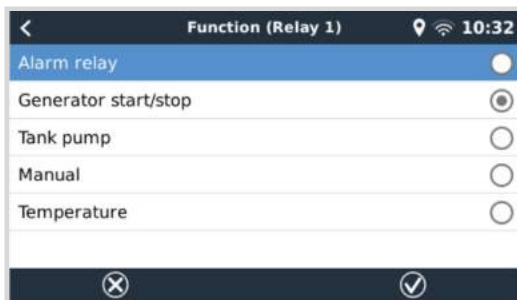 Function (Relay 1) 10:32
Alarm relay
Generator start/stop
Tank pump
Manual
Temperature